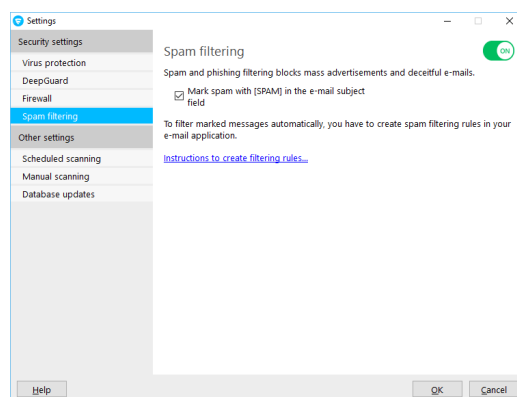 Settings
Security settings
Virus protection
DeepGuard
Firewall
Spam filtering
Other settings
Scheduled scanning
Manual scanning
Database updates
Spam filtering
ON
Spam and phishing filtering blocks mass advertisements and deceitful e-mails.
Mark spam with [SPAM] in the e-mail subject
field
To filter marked messages automatically, you have to create spam filtering rules in your
e-mail application.
Instructions to create filtering rules...
Help
OK
Cancel